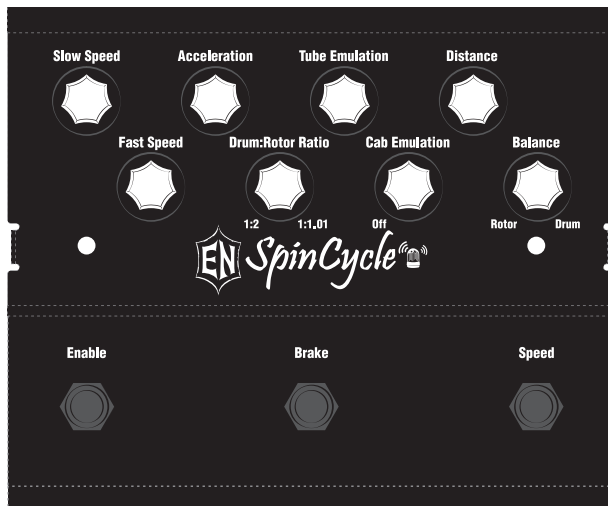 Slow Speed Acceleration Tube Emulation Distance
Fast Speed Drum:Rotor Ratio Cab Emulation Balance
1:2 1:1.01 Off Rotor Drum
EN SpinCycle
Enable Brake Speed